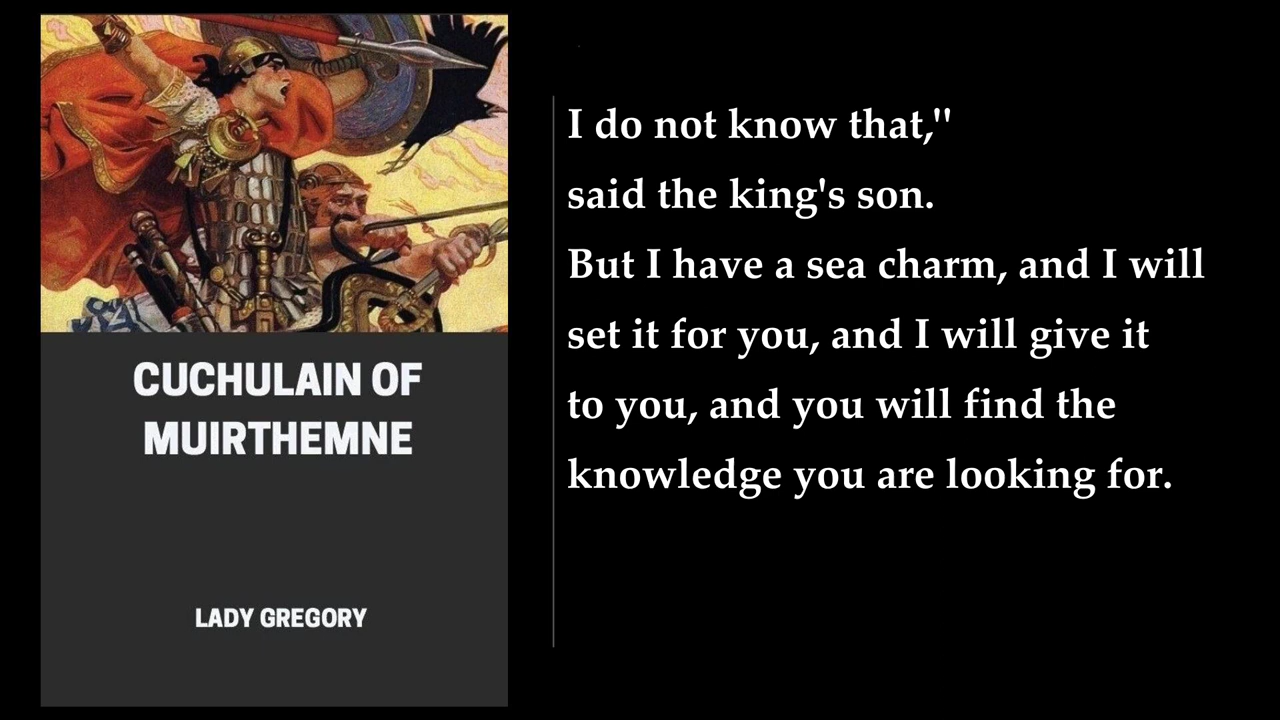 CUCHULAIN OF
MUIRTHEMNE
LADY GREGORY
I do not know that,"
said the king's son.
But I have a sea charm, and I will
set it for you, and I will give it
to you, and you will find the
knowledge you are looking for.